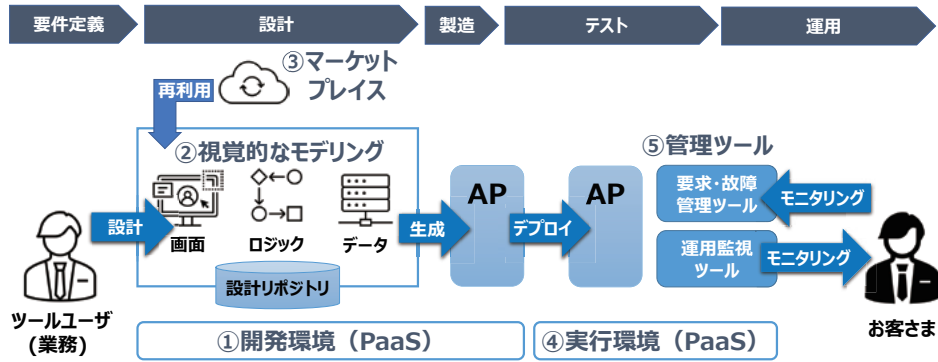 要件定義
設計
製造
テスト
運用
③マーケット
プレイス
再利用
②視覚的なモデリング
⑤管理ツール
AP
AP
要求・故障
管理ツール
モニタリング
設計
画面
ロジック
データ
生成
デプロイ
運用監視
ツール
モニタリング
設計リポジトリ
ツールユーザ
(業務)
お客さま
①開発環境（PaaS）
④実行環境（PaaS）